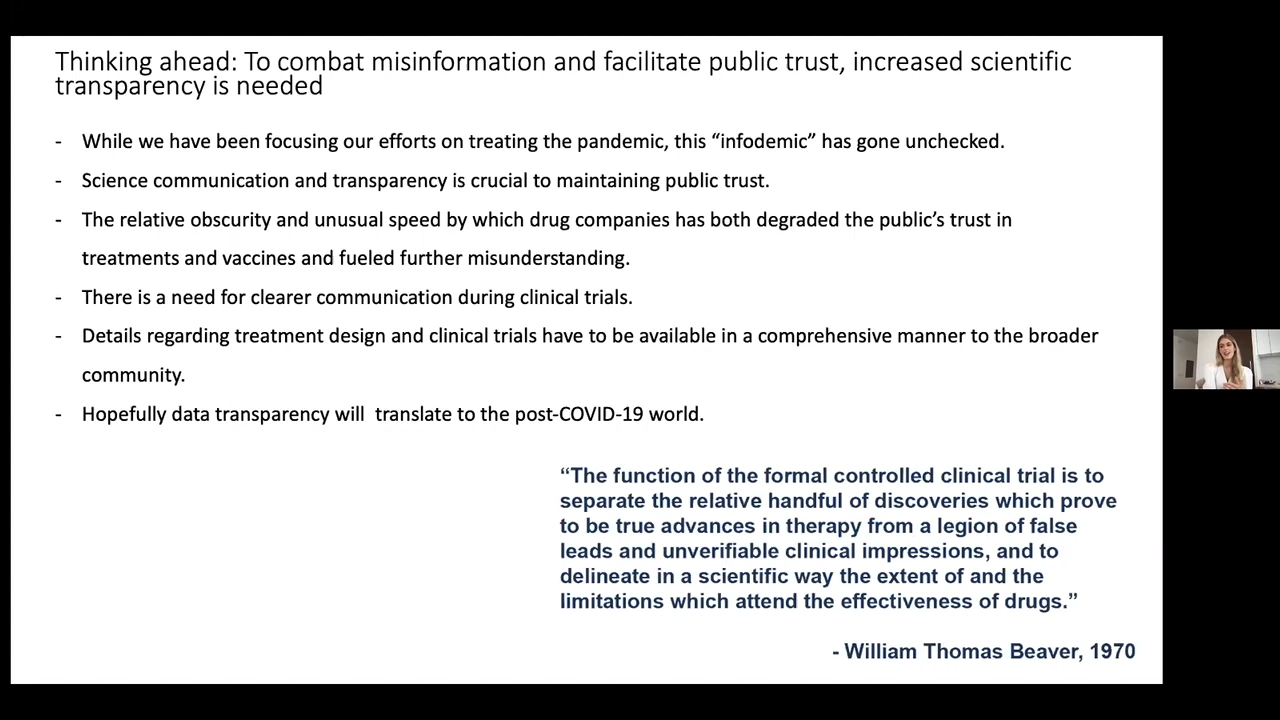 Thinking ahead: To combat misinformation and facilitate public trust, increased scientific
transparency is needed
- While we have been focusing our efforts on treating the pandemic, this “infodemic” has gone unchecked.
- Science communication and transparency is crucial to maintaining public trust.
- The relative obscurity and unusual speed by which drug companies has both degraded the public’s trust in
treatments and vaccines and fueled further misunderstanding.
- There is a need for clearer communication during clinical trials.
- Details regarding treatment design and clinical trials have to be available in a comprehensive manner to the broader
community.
- Hopefully data transparency will  translate to the post-COVID-19 world.
“The function of the formal controlled clinical trial is to
separate the relative handful of discoveries which prove
to be true advances in therapy from a legion of false
leads and unverifiable clinical impressions, and to
delineate in a scientific way the extent of and the
limitations which attend the effectiveness of drugs.”
- William Thomas Beaver, 1970